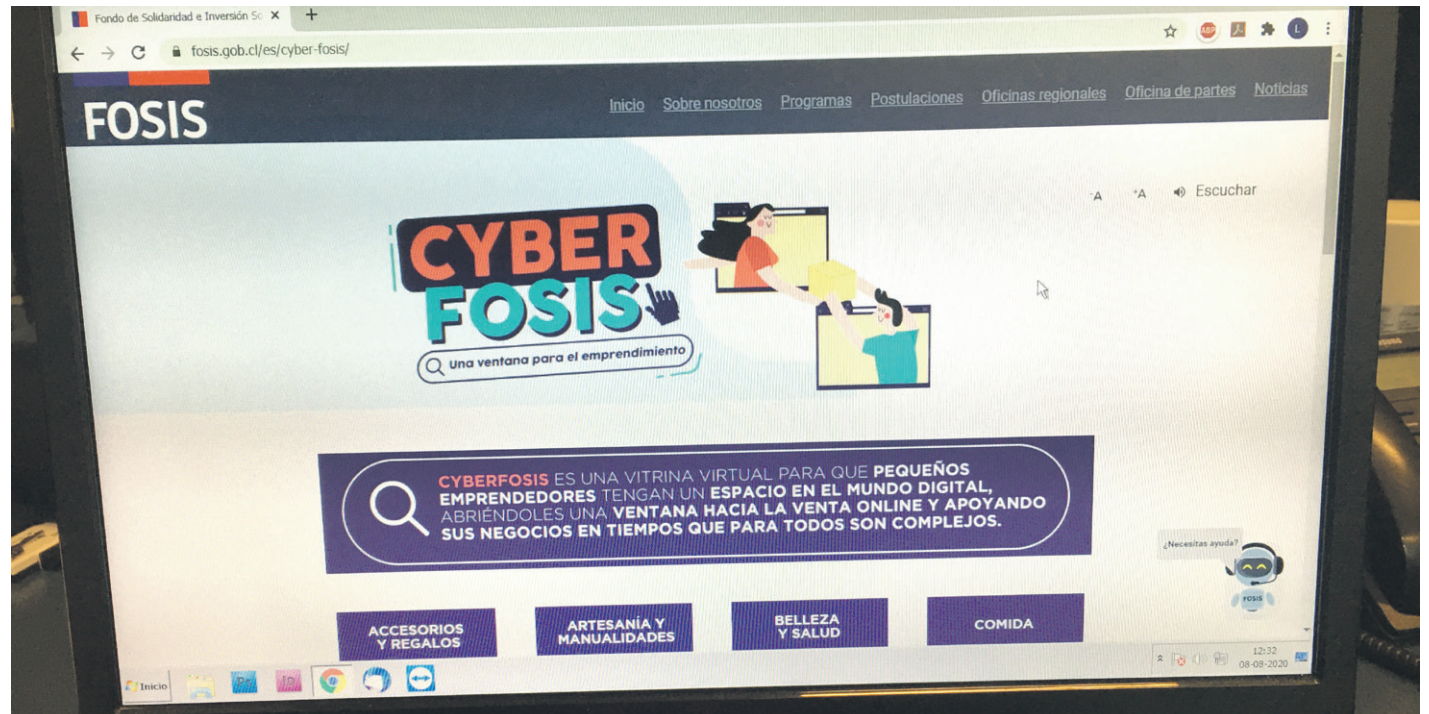 Fondo de Solidaridad e Inversión So
fosis.gob.cl/es/cyber-fosis/
ABP
L
FOSIS
Inicio Sobre nosotros Programas Postulaciones Oficinas regionales Oficina de partes Noticias
-A +A Escuchar
CYBER
FOSIS
Una ventana para el emprendimiento
CYBERFOSIS ES UNA VITRINA VIRTUAL PARA QUE PEQUEÑOS
EMPRENDEDORES TENGAN UN ESPACIO EN EL MUNDO DIGITAL,
ABRIÉNDOLES UNA VENTANA HACIA LA VENTA ONLINE Y APOYANDO
SUS NEGOCIOS EN TIEMPOS QUE PARA TODOS SON COMPLEJOS.
¿Necesitas ayuda?
FOSIS
ACCESORIOS
Y REGALOS
ARTESANÍA Y
MANUALIDADES
BELLEZA
Y SALUD
COMIDA
Inicio
12:32
08-08-2020